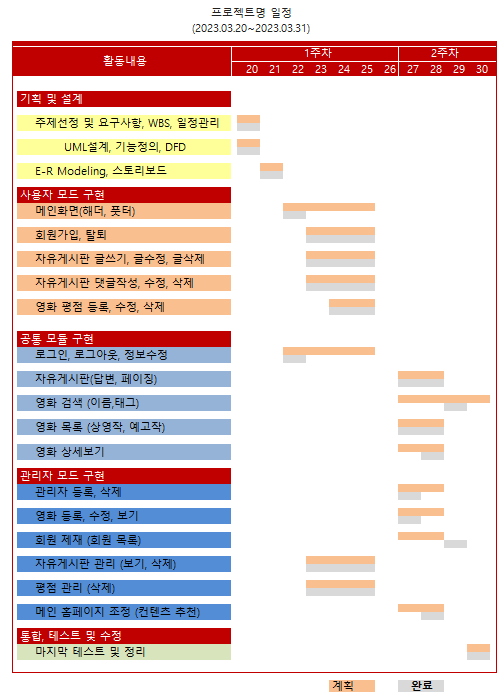 프로젝트명 일정
(2023.03.20~2023.03.31)
활동내용
1주차 2주차
20 21 22 23 24 25 26 27 28 29 30
기획 및 설계
주제선정 및 요구사항, WBS, 일정관리
UML설계, 기능정의, DFD
E-R Modeling, 스토리보드
사용자 모드 구현
메인화면(해더, 풋터)
회원가입, 탈퇴
자유게시판 글쓰기, 글수정, 글삭제
자유게시판 댓글작성, 수정, 삭제
영화 평점 등록, 수정, 삭제
공통 모듈 구현
로그인, 로그아웃, 정보수정
자유게시판(답변, 페이징)
영화 검색 (이름,태그)
영화 목록 (상영작, 예고작)
영화 상세보기
관리자 모드 구현
관리자 등록, 삭제
영화 등록, 수정, 보기
회원 제재 (회원 목록)
자유게시판 관리 (보기, 삭제)
평점 관리 (삭제)
메인 홈페이지 조정 (컨텐츠 추천)
통합, 테스트 및 수정
마지막 테스트 및 정리
계획 완료